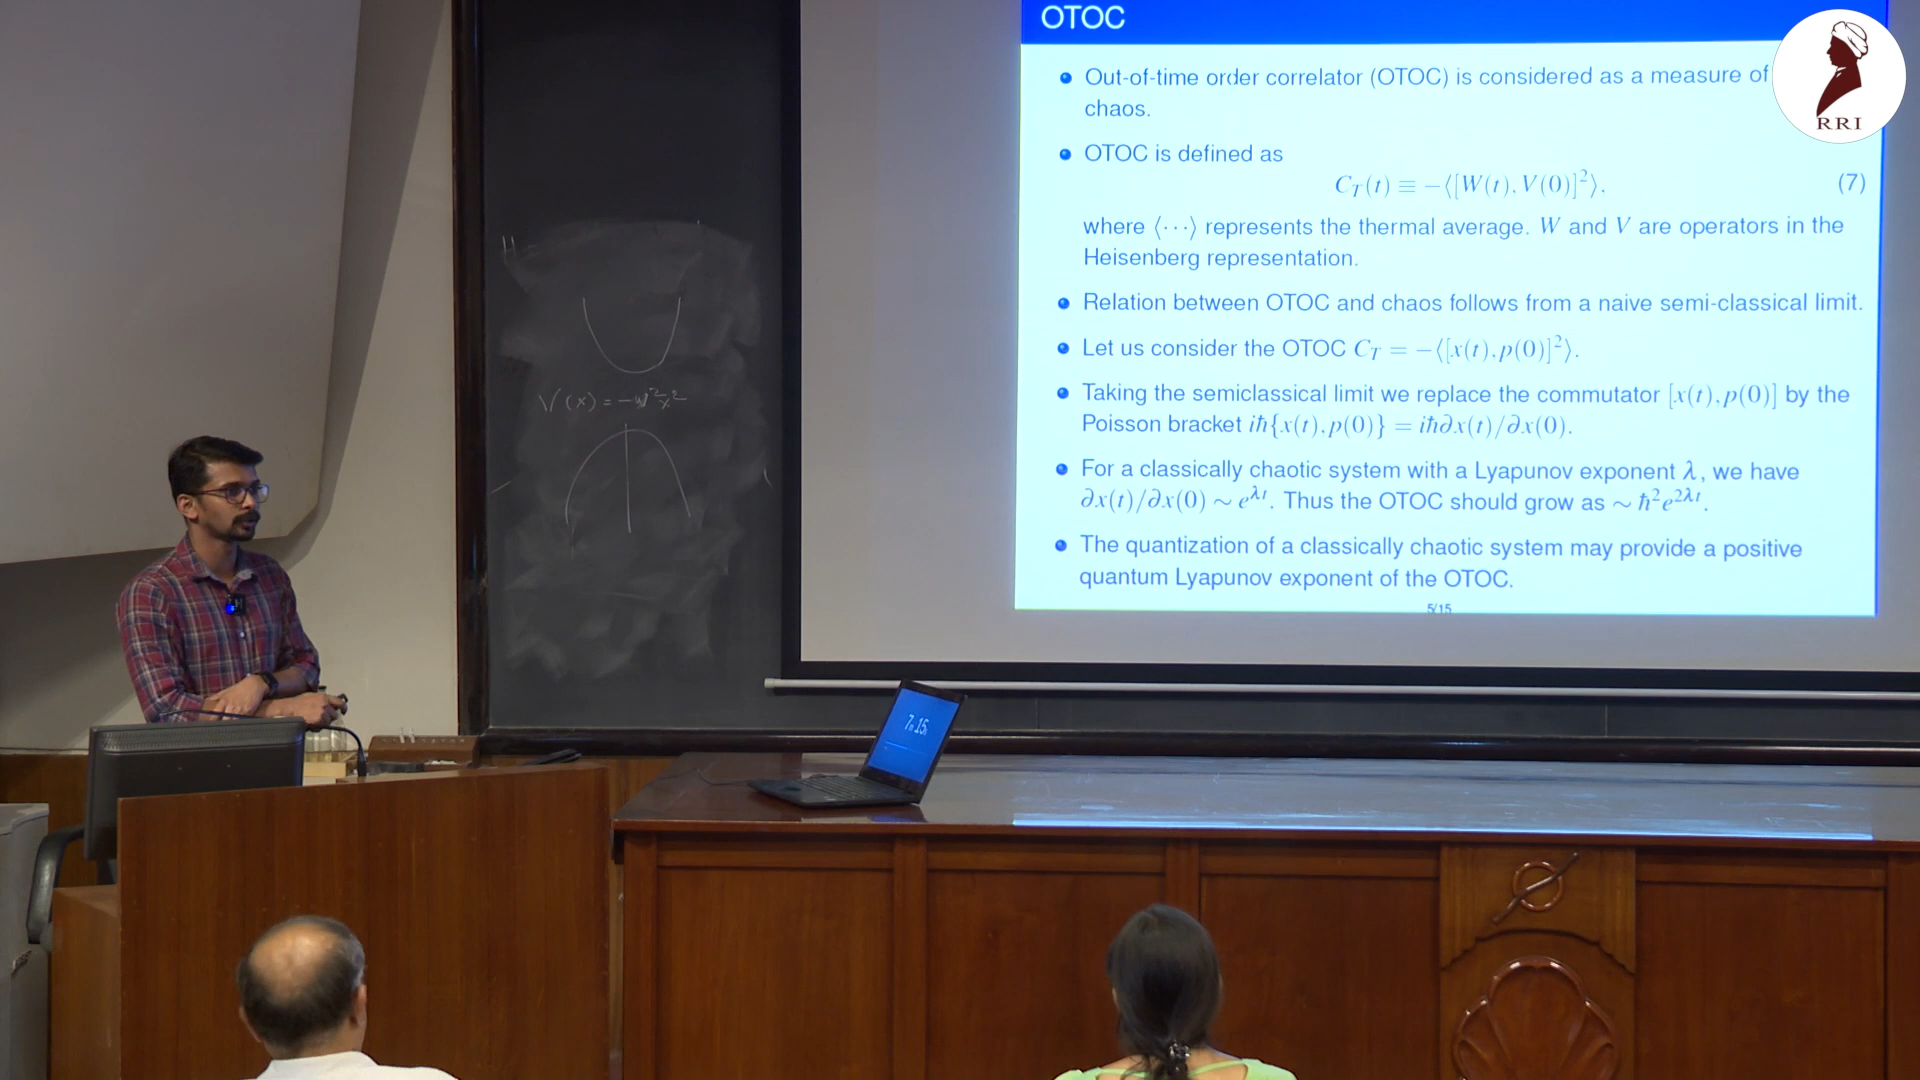 OTOC
Out-of-time order correlator (OTOC) is considered as a measure of
chaos.
OTOC is defined as
C_T(t) ≡ −⟨[W(t), V(0)]²⟩. (7)
where ⟨···⟩ represents the thermal average. W and V are operators in the
Heisenberg representation.
Relation between OTOC and chaos follows from a naive semi-classical limit.
Let us consider the OTOC C_T = −⟨[x(t), p(0)]²⟩.
Taking the semiclassical limit we replace the commutator [x(t), p(0)] by the
Poisson bracket iħ{x(t), p(0)} = iħ∂x(t)/∂x(0).
For a classically chaotic system with a Lyapunov exponent λ, we have
∂x(t)/∂x(0) ∼ e^{λt}. Thus the OTOC should grow as ∼ ħ²e^{2λt}.
The quantization of a classically chaotic system may provide a positive
quantum Lyapunov exponent of the OTOC.
5/15
RRI
V(x) = −w²x²